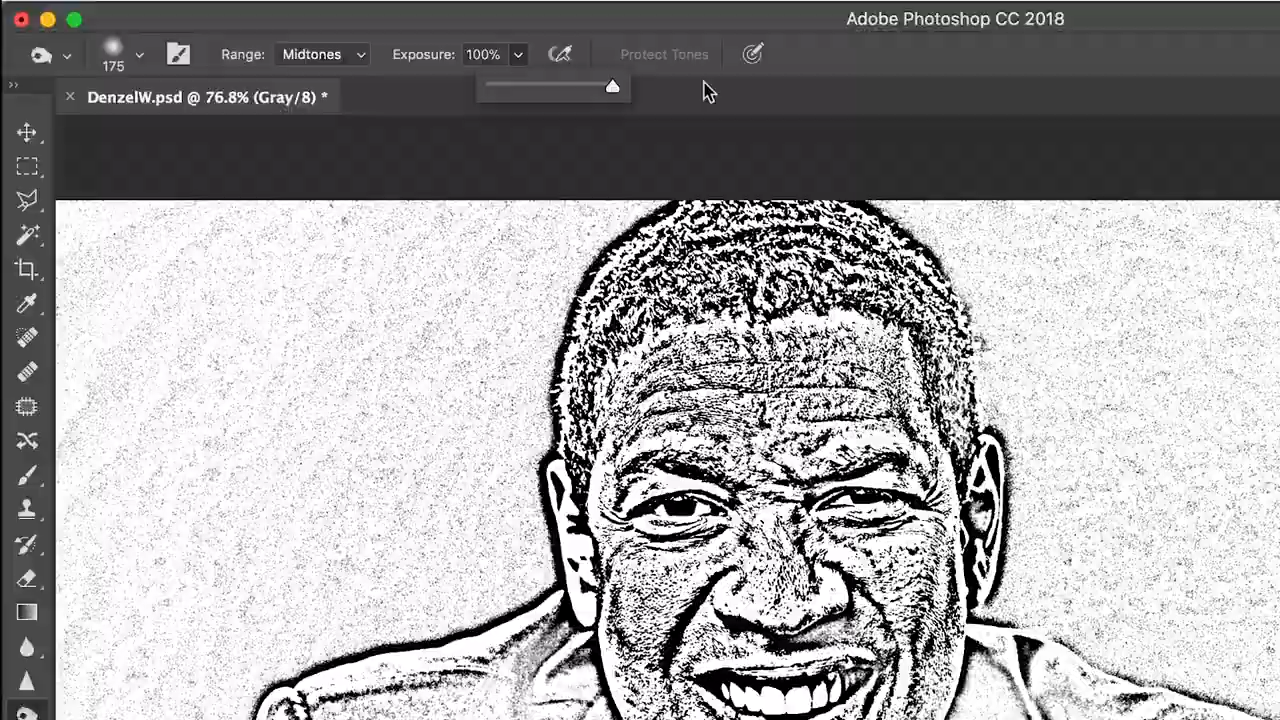 Adobe Photoshop CC 2018
175 Range: Midtones Exposure: 100% Protect Tones
DenzelW.psd @ 76.8% (Gray/8) *